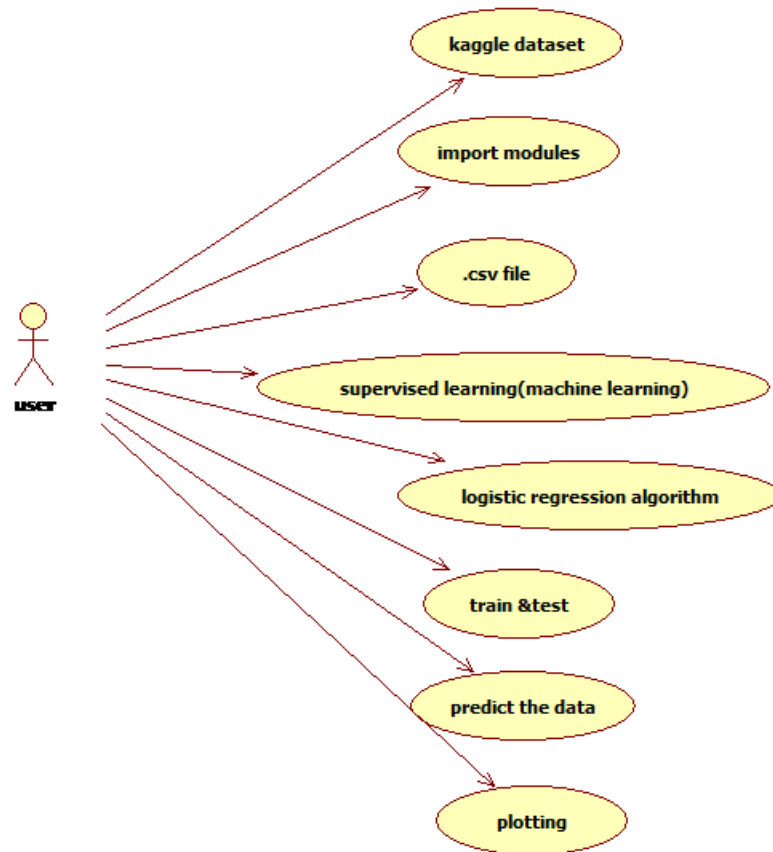 kaggle dataset
import modules
.csv file
supervised learning(machine learning)
user
logistic regression algorithm
train &test
predict the data
plotting